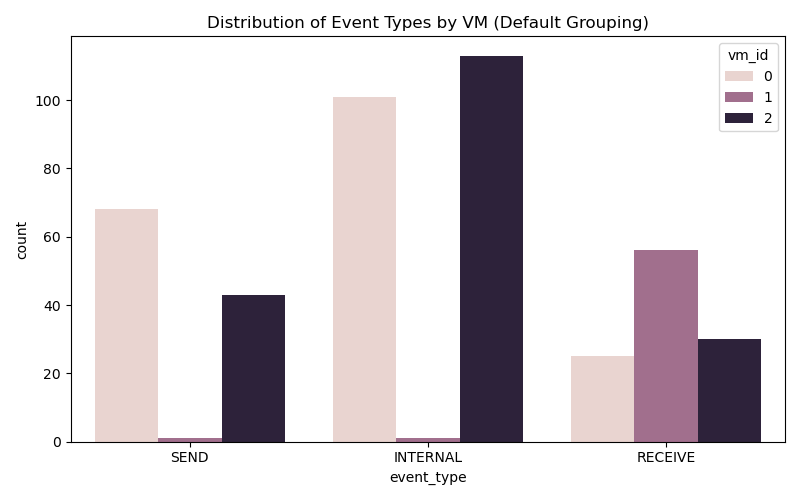 Distribution of Event Types by VM (Default Grouping)
vm_id
0
1
2
count
100
80
60
40
20
0
SEND
INTERNAL
RECEIVE
event_type